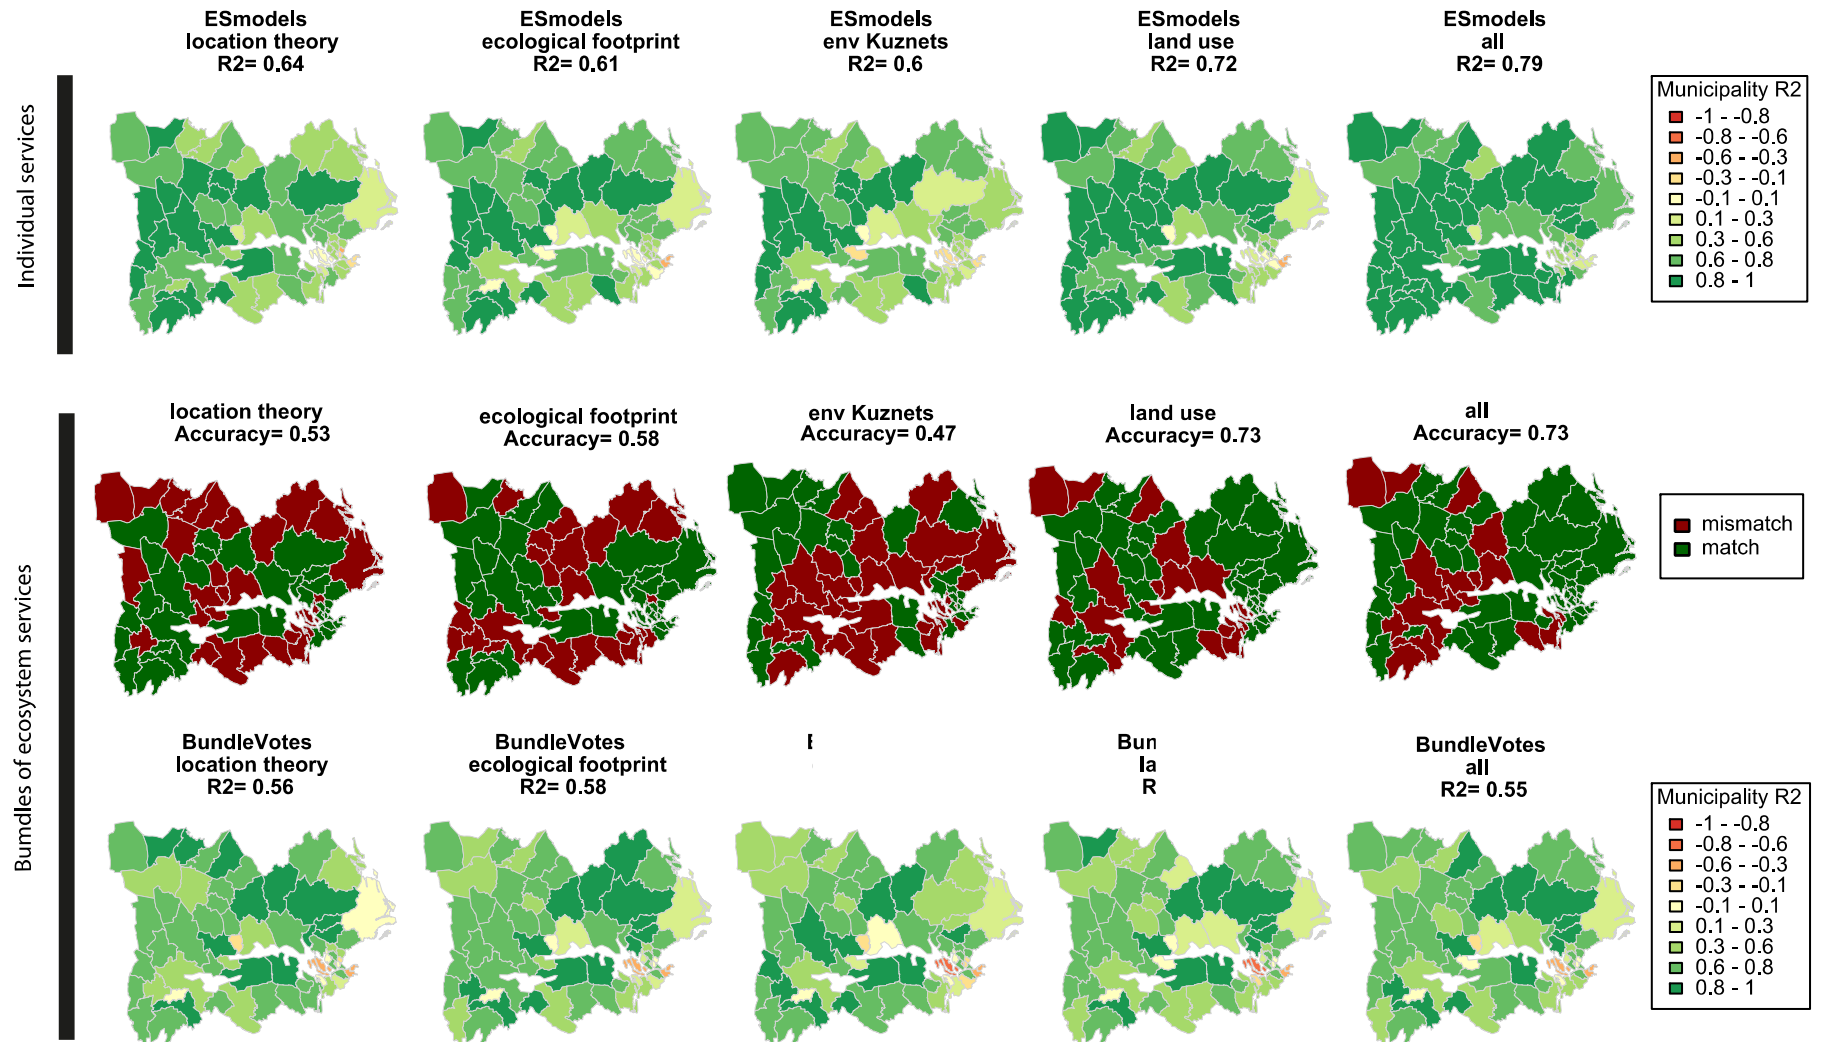 ESmodels
location theory
R2= 0.64
ESmodels
ecological footprint
R2= 0.61
ESmodels
env Kuznets
R2= 0.6
ESmodels
land use
R2= 0.72
ESmodels
all
R2= 0.79
Individual services
Municipality R2
-1 - -0.8
-0.8 - -0.6
-0.6 - -0.3
-0.3 - -0.1
-0.1 - 0.1
0.1 - 0.3
0.3 - 0.6
0.6 - 0.8
0.8 - 1
location theory
Accuracy= 0.53
ecological footprint
Accuracy= 0.58
env Kuznets
Accuracy= 0.47
land use
Accuracy= 0.73
all
Accuracy= 0.73
mismatch
match
Bumdles of ecosystem services
BundleVotes
location theory
R2= 0.56
BundleVotes
ecological footprint
R2= 0.58
Bun
la
R
BundleVotes
all
R2= 0.55
Municipality R2
-1 - -0.8
-0.8 - -0.6
-0.6 - -0.3
-0.3 - -0.1
-0.1 - 0.1
0.1 - 0.3
0.3 - 0.6
0.6 - 0.8
0.8 - 1